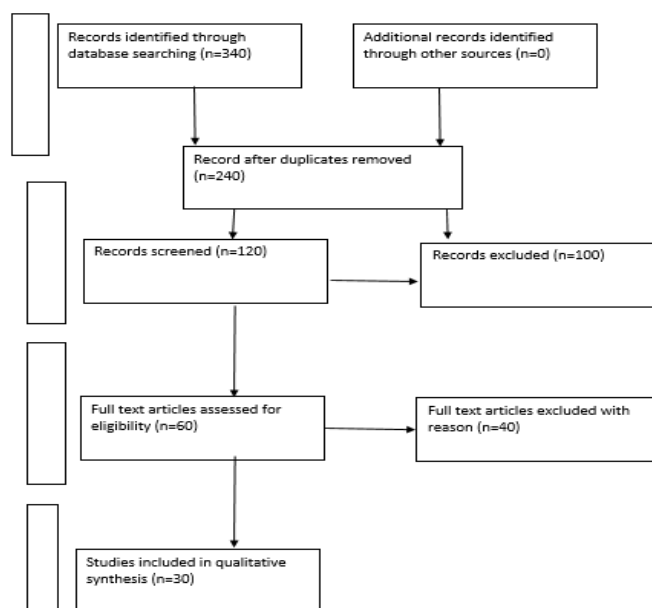 Records identified through
database searching (n=340)
Additional records identified
through other sources (n=0)
Record after duplicates removed
(n=240)
Records screened (n=120)
Records excluded (n=100)
Full text articles assessed for
eligibility (n=60)
Full text articles excluded with
reason (n=40)
Studies included in qualitative
synthesis (n=30)